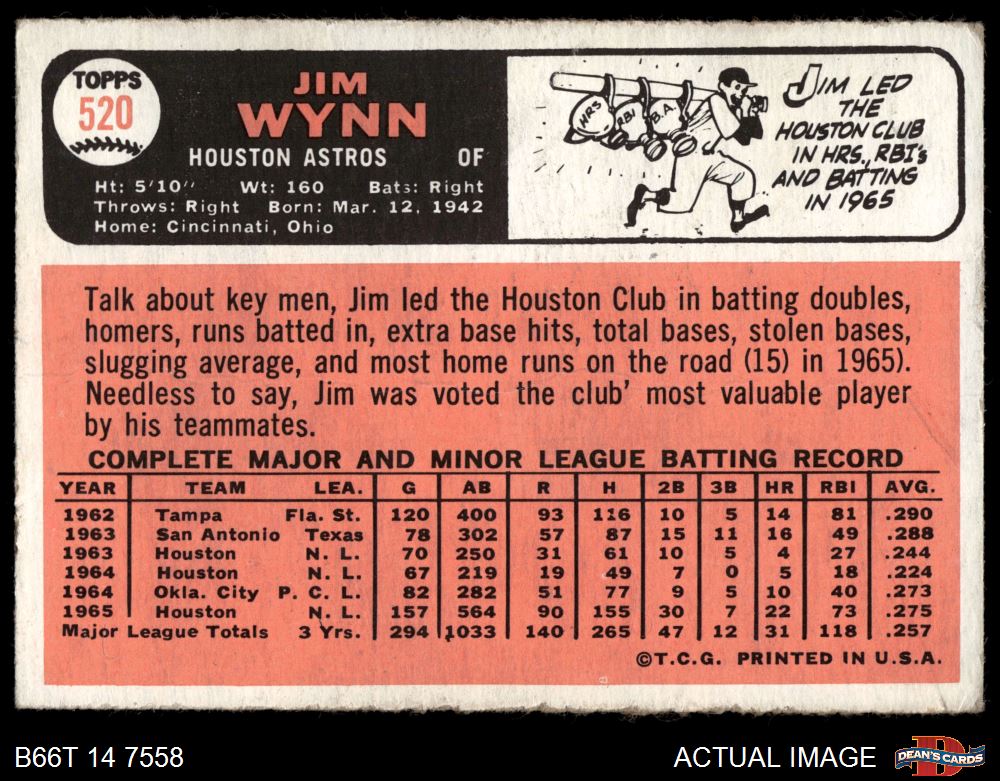 TOPPS
520
JIM
WYNN
HOUSTON ASTROS OF
Ht: 5'10" Wt: 160 Bats: Right
Throws: Right Born: Mar. 12, 1942
Home: Cincinnati, Ohio
HRS
RBI
B.A.
JIM LED
THE
HOUSTON CLUB
IN HRS., RBI's
AND BATTING
IN 1965
Talk about key men, Jim led the Houston Club in batting doubles,
homers, runs batted in, extra base hits, total bases, stolen bases,
slugging average, and most home runs on the road (15) in 1965).
Needless to say, Jim was voted the club' most valuable player
by his teammates.
COMPLETE MAJOR AND MINOR LEAGUE BATTING RECORD
YEAR TEAM LEA. G AB R H 2B 3B HR RBI AVG.
1962 Tampa Fla. St. 120 400 93 116 10 5 14 81 .290
1963 San Antonio Texas 78 302 57 87 15 11 16 49 .288
1963 Houston N. L. 70 250 31 61 10 5 4 27 .244
1964 Houston N. L. 67 219 19 49 7 0 5 18 .224
1964 Okla. City P. C. L. 82 282 51 77 9 5 10 40 .273
1965 Houston N. L. 157 564 90 155 30 7 22 73 .275
Major League Totals 3 Yrs. 294 1033 140 265 47 12 31 118 .257
©T.C.G. PRINTED IN U.S.A.
B66T 14 7558
ACTUAL IMAGE
DEAN'S CARDS